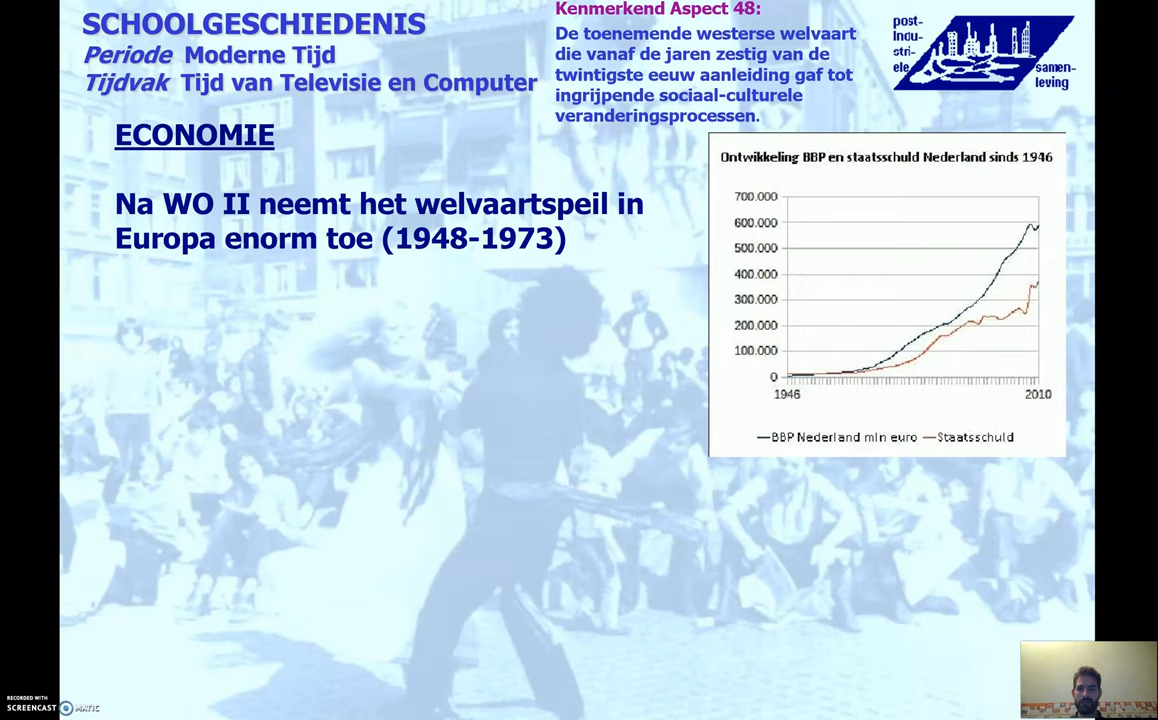 SCHOOLGESCHIEDENIS
Periode Moderne Tijd
Tijdvak Tijd van Televisie en Computer
Kenmerkend Aspect 48:
De toenemende westerse welvaart
die vanaf de jaren zestig van de
twintigste eeuw aanleiding gaf tot
ingrijpende sociaal-culturele
veranderingsprocessen.
post-
Indu-
stri-
ele
samen-
leving
ECONOMIE
Na WO II neemt het welvaartspeil in
Europa enorm toe (1948-1973)
Ontwikkeling BBP en staatsschuld Nederland sinds 1946
700.000
600.000
500.000
400.000
300.000
200.000
100.000
0
1946
2010
BBP Nederland mln euro
Staatsschuld
RECORDED WITH
SCREENCAST MATIC